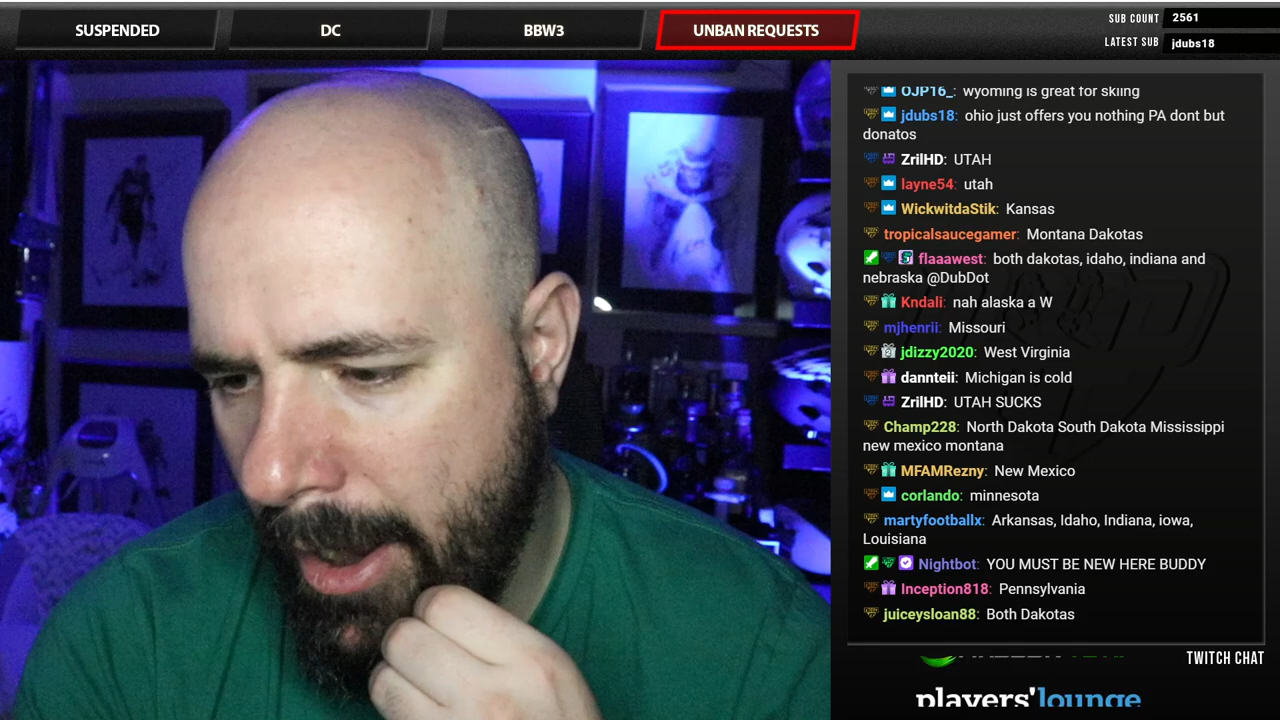 SUSPENDED
DC
BBW3
UNBAN REQUESTS
SUB COUNT 2561
LATEST SUB jdubs18
OJP16_: wyoming is great for skiing
jdubs18: ohio just offers you nothing PA dont but
donatos
ZrilHD: UTAH
layne54: utah
WickwitdaStik: Kansas
tropicalsaucegamer: Montana Dakotas
flaaawest: both dakotas, idaho, indiana and
nebraska @DubDot
Kndali: nah alaska a W
mjhenrii: Missouri
jdizzy2020: West Virginia
dannteii: Michigan is cold
ZrilHD: UTAH SUCKS
Champ228: North Dakota South Dakota Mississippi
new mexico montana
MFAMRezny: New Mexico
corlando: minnesota
martyfootballx: Arkansas, Idaho, Indiana, iowa,
Louisiana
Nightbot: YOU MUST BE NEW HERE BUDDY
Inception818: Pennsylvania
juiceysloan88: Both Dakotas
TWITCH CHAT
players'lounge